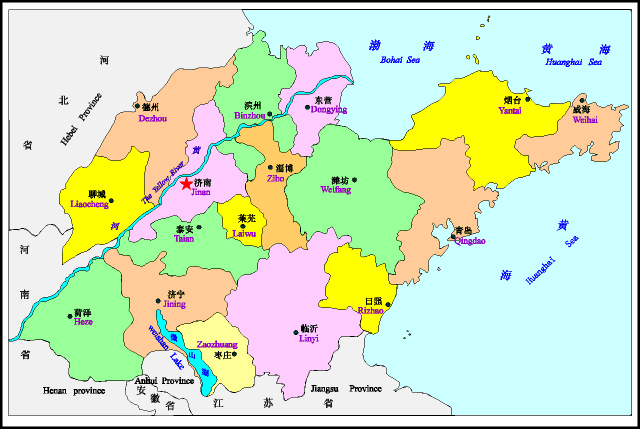 渤 海
Bohai Sea
黄 海
Huanghai Sea
河
北
省
Hebei Province
德州
Dezhou
滨州
Binzhou
东营
Dongying
烟台
Yantai
威海
Weihai
黄
The Yellow River
河
济南
Jinan
淄博
Zibo
潍坊
Weifang
聊城
Liaocheng
莱芜
Laiwu
泰安
Taian
青岛
Qingdao
黄
海
Huanghai Sea
河
南
省
菏泽
Heze
济宁
Jining
日照
Rizhao
临沂
Linyi
Zaozhuang
枣庄
微
山
湖
weishan Lake
Henan province
Anhui Province
安
徽
省
Jiangsu Province
江 苏 省